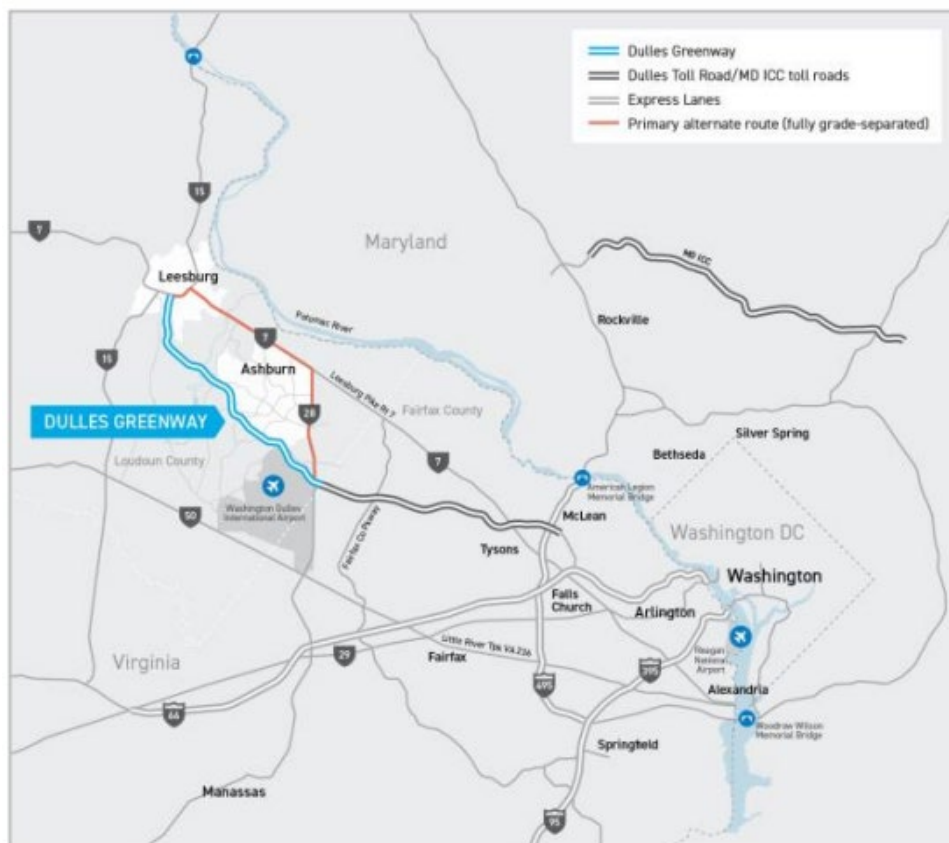 Dulles Greenway
Dulles Toll Road/MD ICC toll roads
Express Lanes
Primary alternate route (fully grade-separated)
15
7
Maryland
Leesburg
MD ICC
Potomac River
Rockville
7
15
Ashburn
Leesburg Pike Rt 7
28
Fairfax County
DULLES GREENWAY
Silver Spring
Loudoun County
7
Bethseda
Washington Dulles
International Airport
American Legion
Memorial Bridge
50
McLean
Fairfax Co Pkwy
Washington DC
Tysons
Washington
Falls
Church
Arlington
Little River Tpk VA 236
Reagan
National
Airport
Virginia
29
Fairfax
395
495
Alexandria
66
Woodrow Wilson
Memorial Bridge
Springfield
Manassas
95